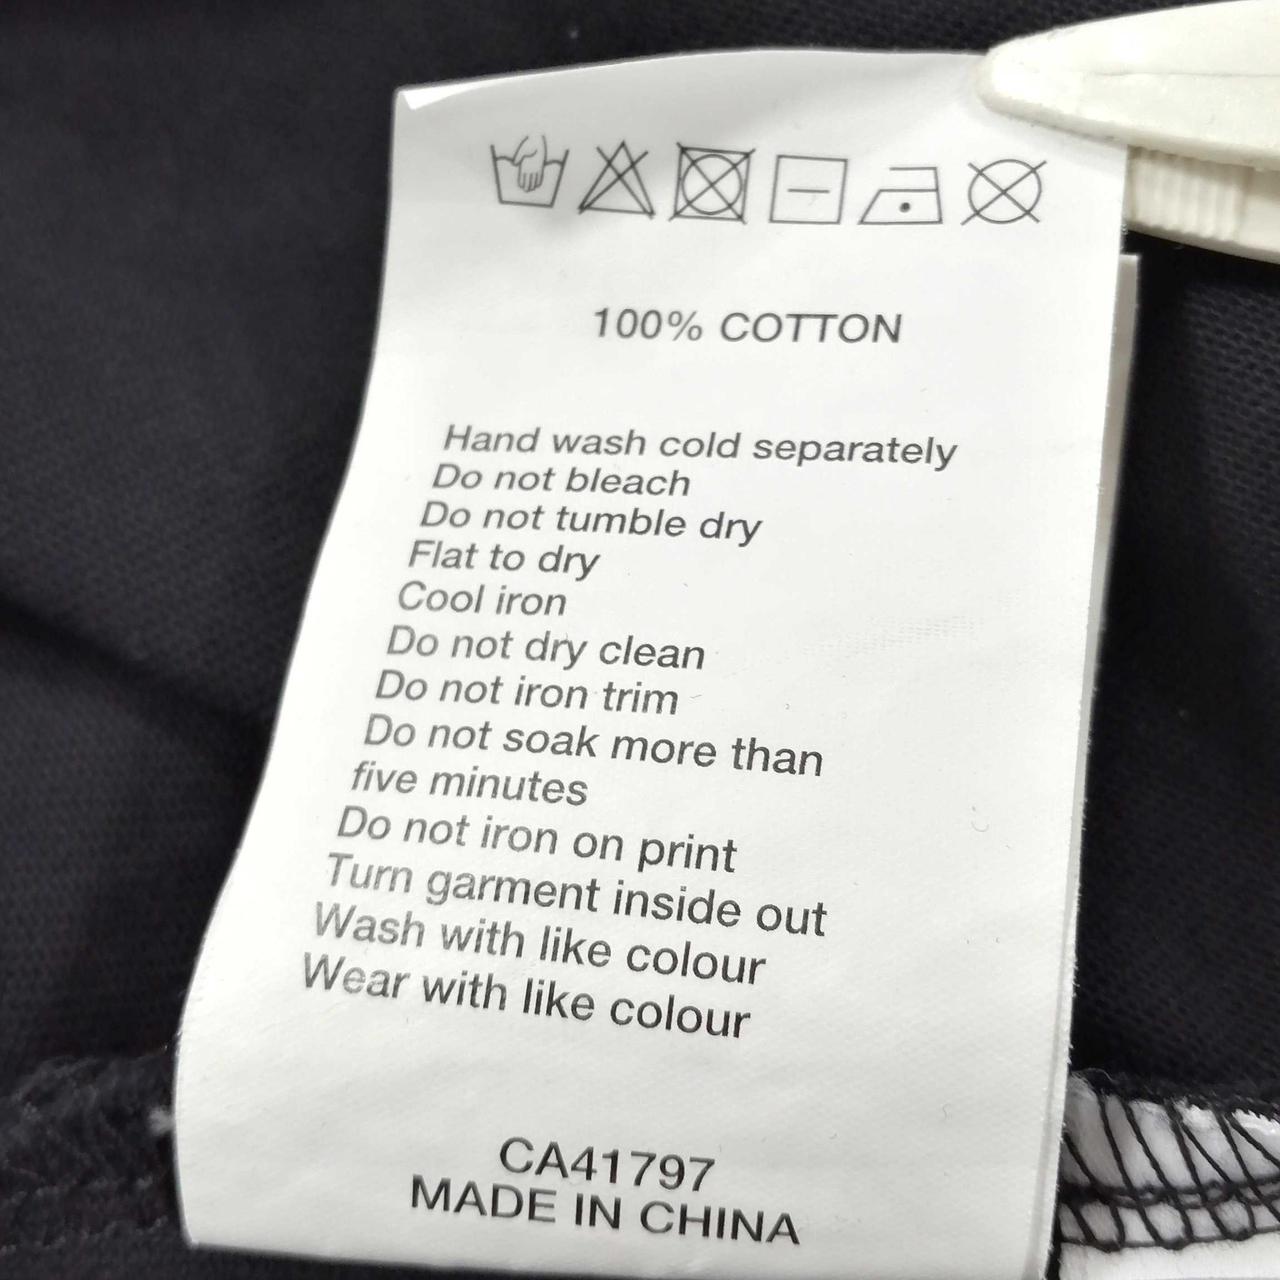 100% COTTON
Hand wash cold separately
Do not bleach
Do not tumble dry
Flat to dry
Cool iron
Do not dry clean
Do not iron trim
Do not soak more than
five minutes
Do not iron on print
Turn garment inside out
Wash with like colour
Wear with like colour
CA41797
MADE IN CHINA